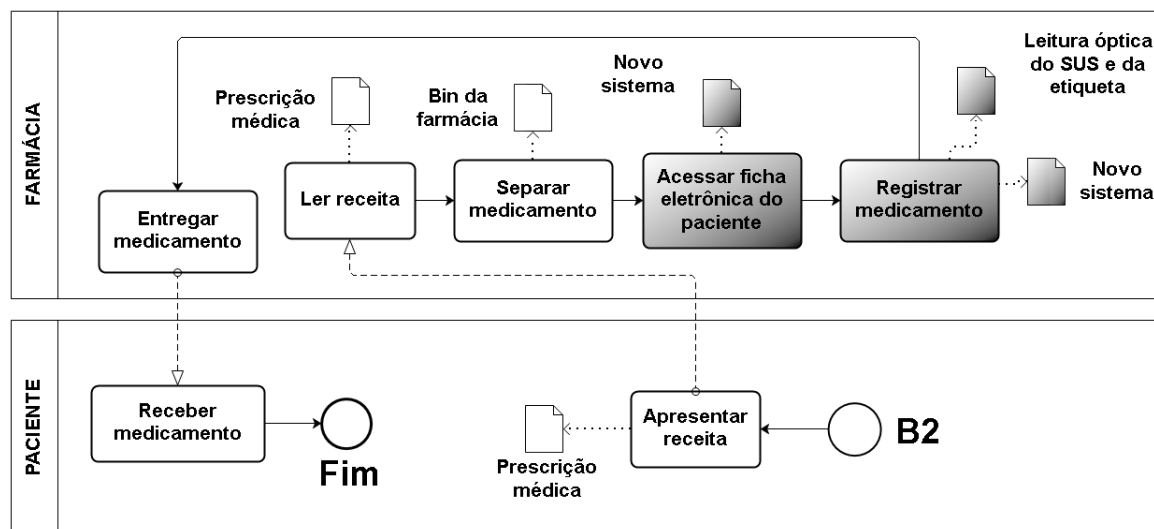 FARMÁCIA
Leitura óptica
do SUS e da
etiqueta
Novo
sistema
Prescrição
médica
Bin da
farmácia
Novo
sistema
Entregar
medicamento
Ler receita
Separar
medicamento
Acessar ficha
eletrônica do
paciente
Registrar
medicamento
PACIENTE
Receber
medicamento
Fim
Prescrição
médica
Apresentar
receita
B2